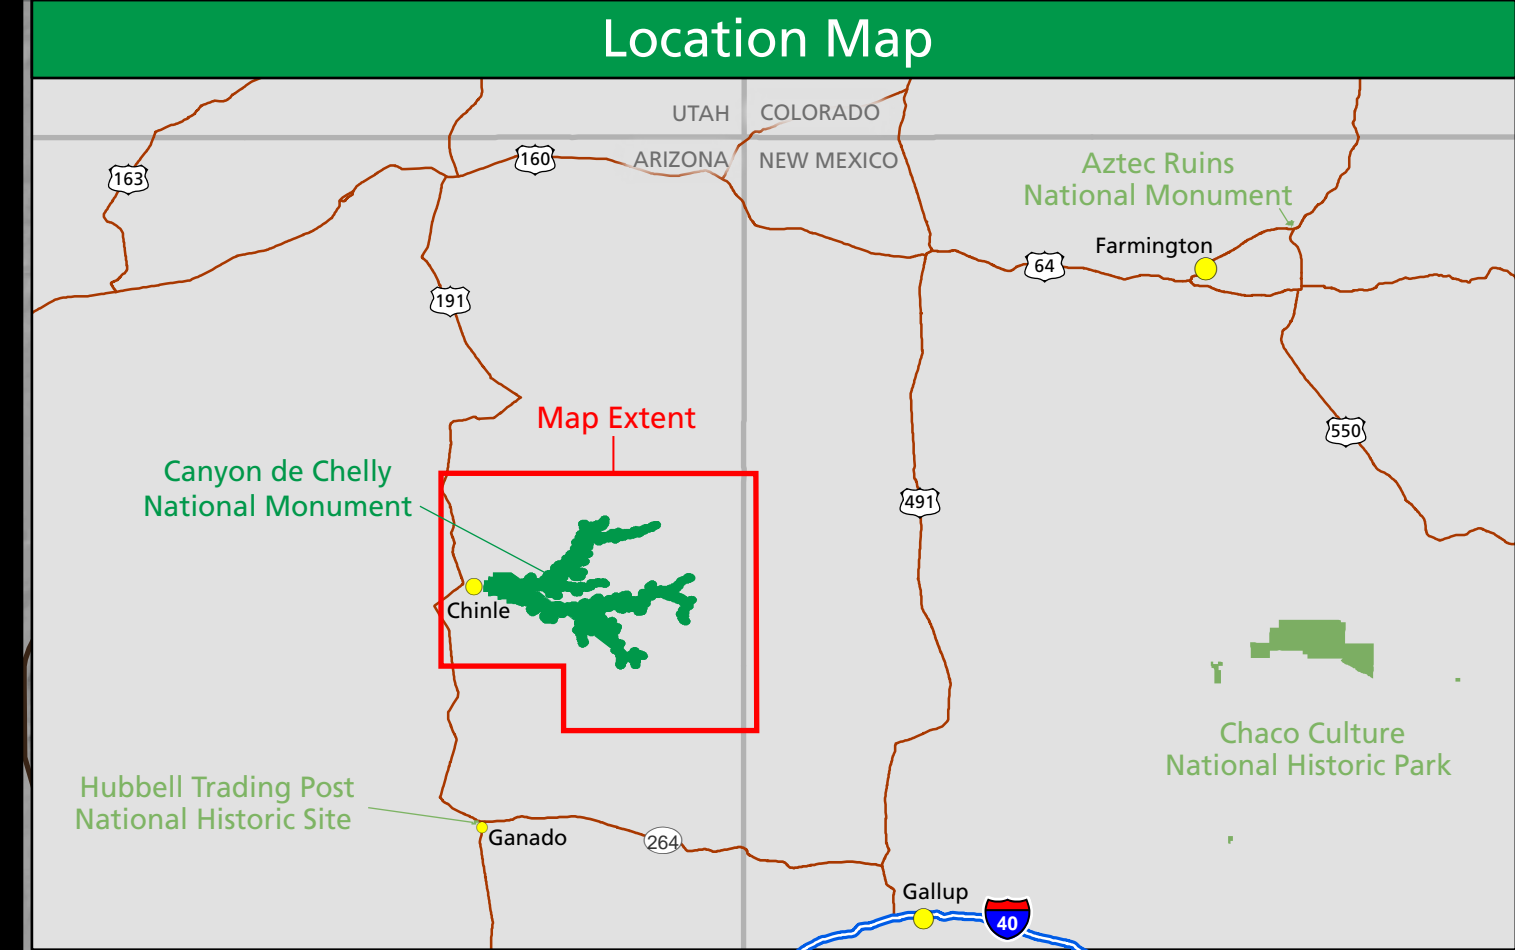 Location Map
UTAH
COLORADO
ARIZONA
NEW MEXICO
160
163
Aztec Ruins
National Monument
Farmington
64
191
Map Extent
550
Canyon de Chelly
National Monument
491
Chinle
Chaco Culture
National Historic Park
Hubbell Trading Post
National Historic Site
Ganado
264
Gallup
40